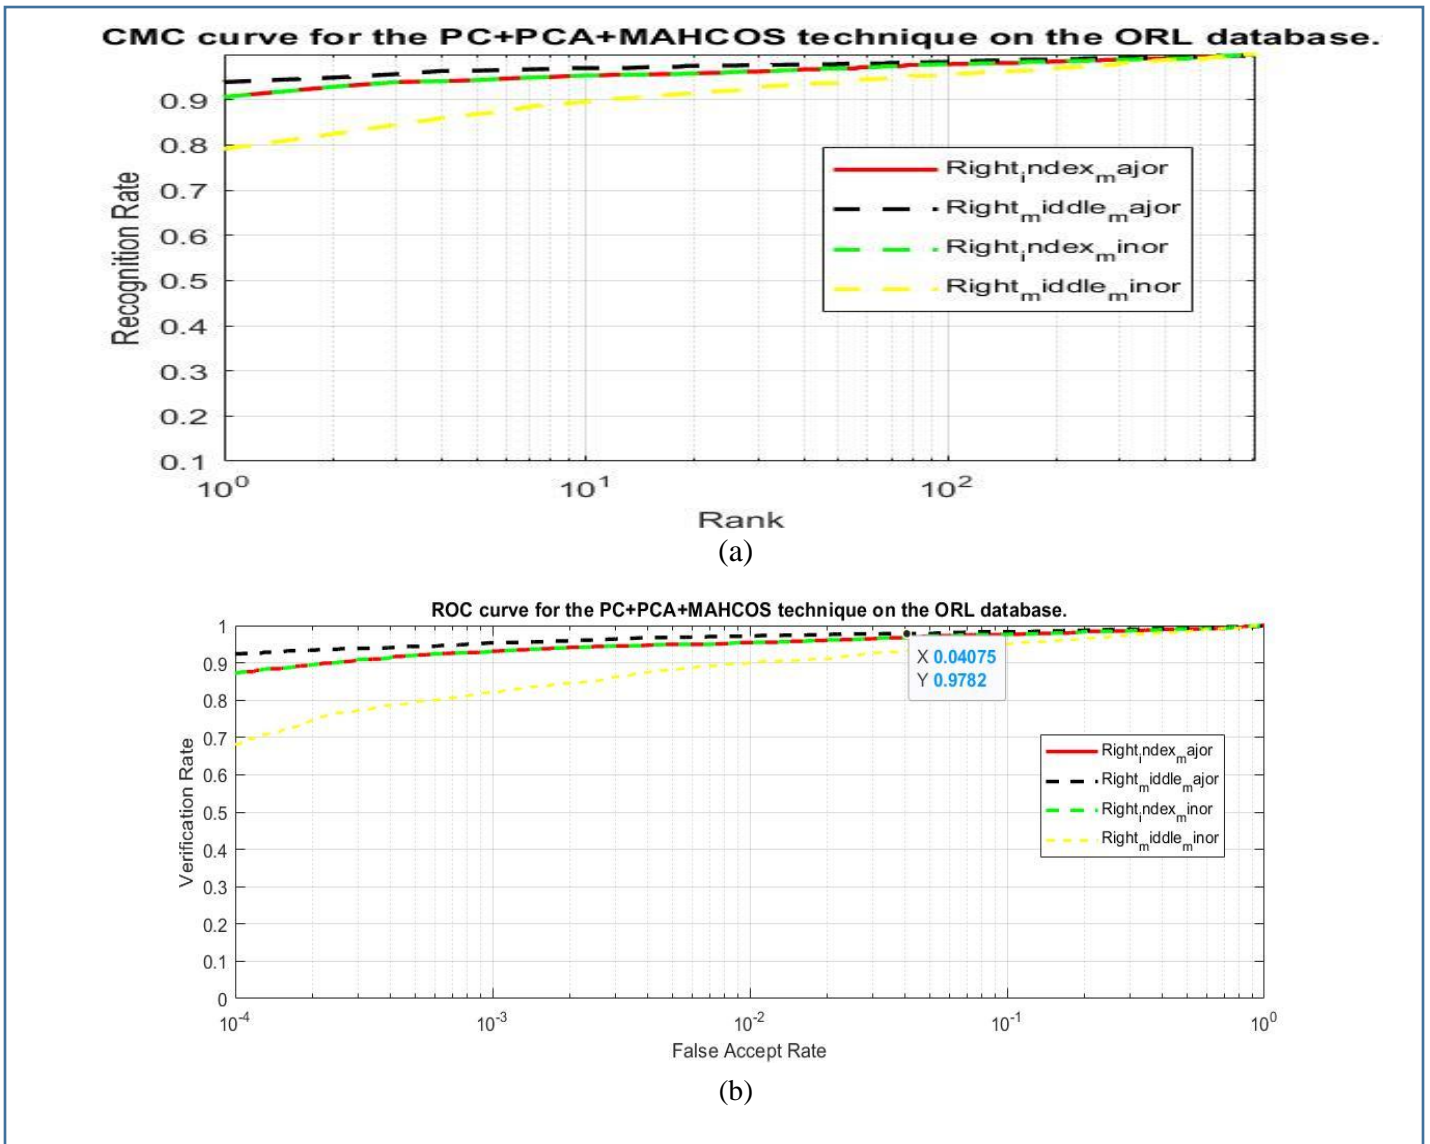 CMC curve for the PC+PCA+MAHCOS technique on the ORL database.
0.9
0.8
0.7
0.6
0.5
0.4
0.3
0.2
0.1
Recognition Rate
Right_index_major
Right_middle_major
Right_index_minor
Right_middle_minor
10^0 10^1 10^2
Rank
(a)
ROC curve for the PC+PCA+MAHCOS technique on the ORL database.
1
0.9
0.8
0.7
0.6
0.5
0.4
0.3
0.2
0.1
0
Verification Rate
X 0.04075
Y 0.9782
Right_index_major
Right_middle_major
Right_index_minor
Right_middle_minor
10^-4 10^-3 10^-2 10^-1 10^0
False Accept Rate
(b)